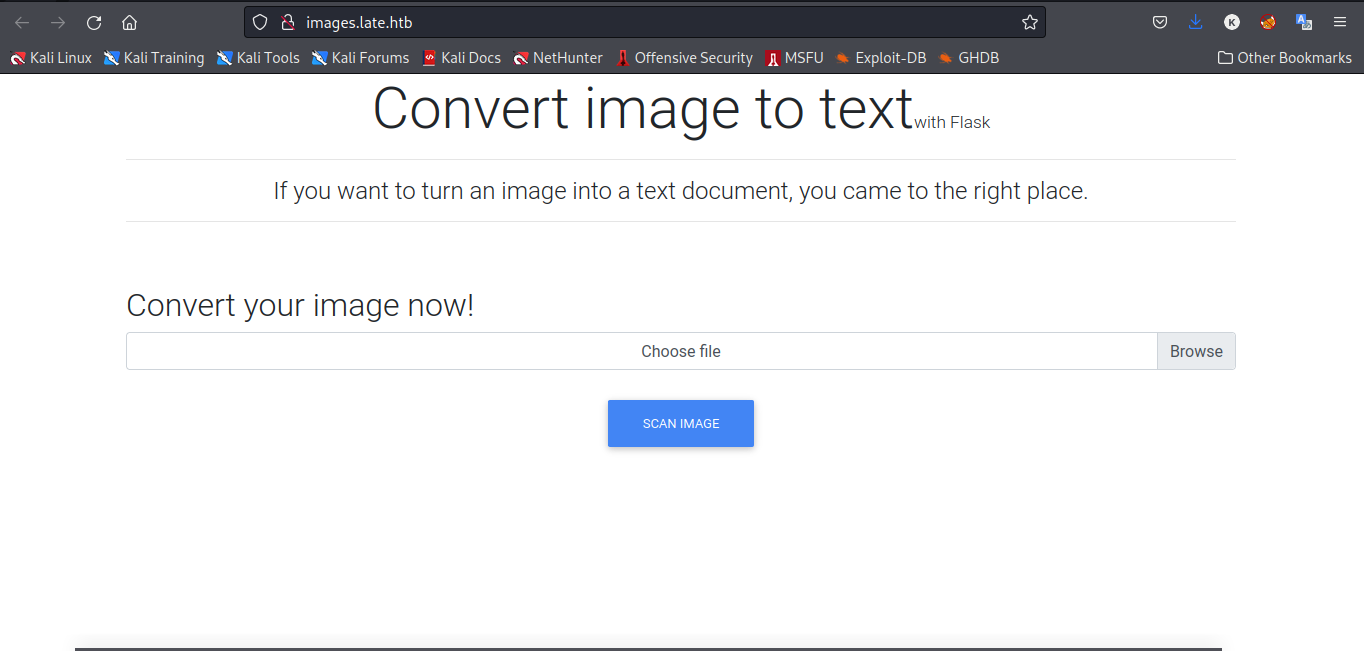 images.late.htb
Kali Linux Kali Training Kali Tools Kali Forums Kali Docs NetHunter Offensive Security MSFU Exploit-DB GHDB Other Bookmarks
Convert image to textwith Flask
If you want to turn an image into a text document, you came to the right place.
Convert your image now!
Choose file Browse
SCAN IMAGE